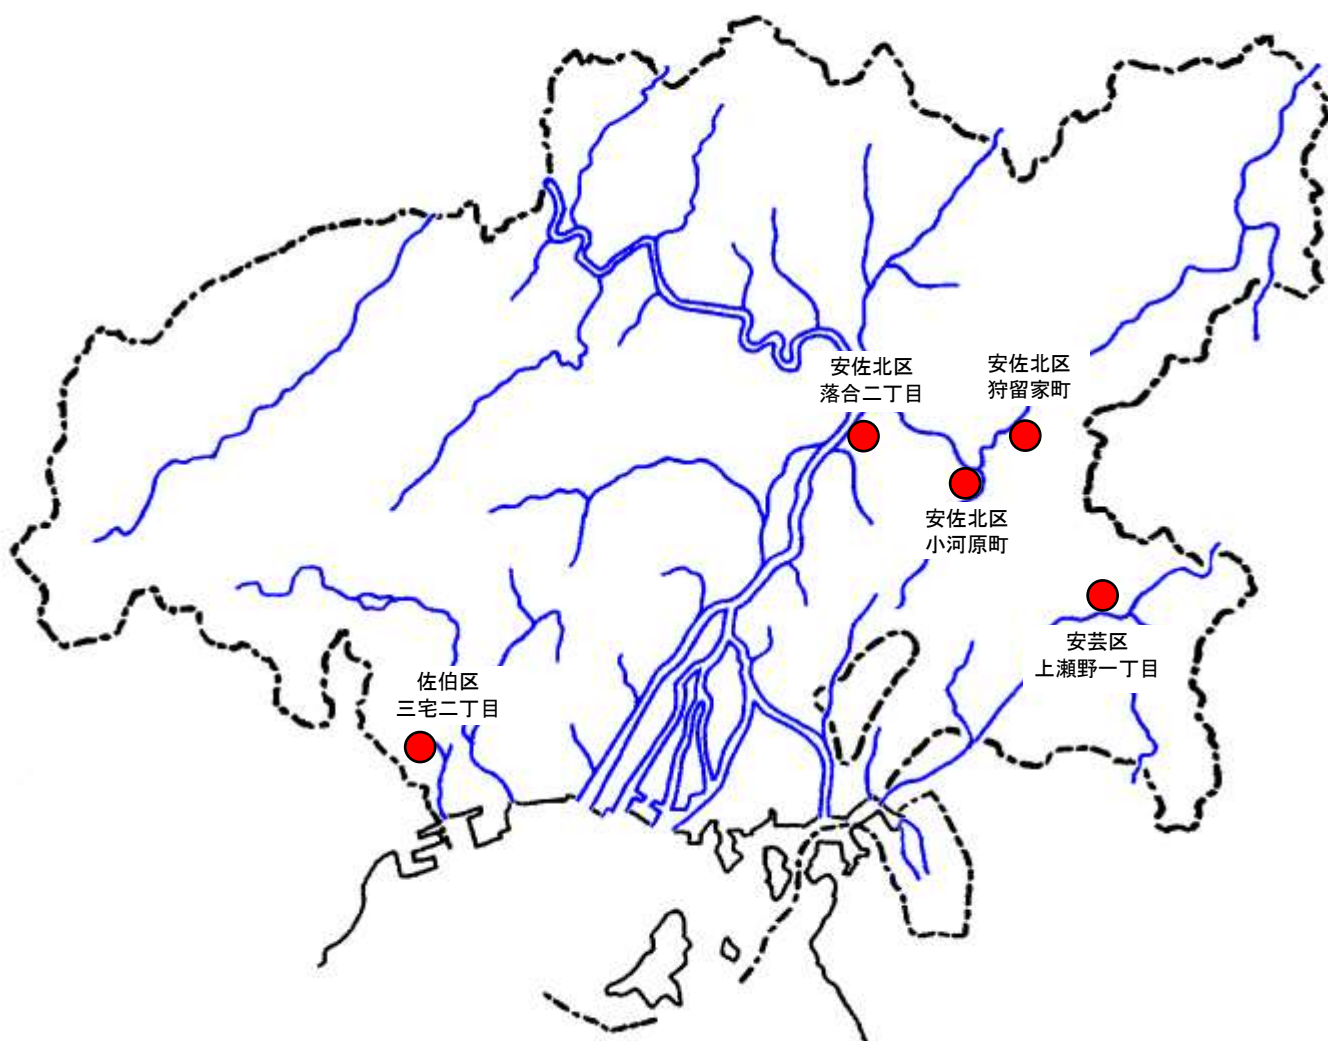 安佐北区
落合二丁目
安佐北区
狩留家町
安佐北区
小河原町
安芸区
上瀬野一丁目
佐伯区
三宅二丁目